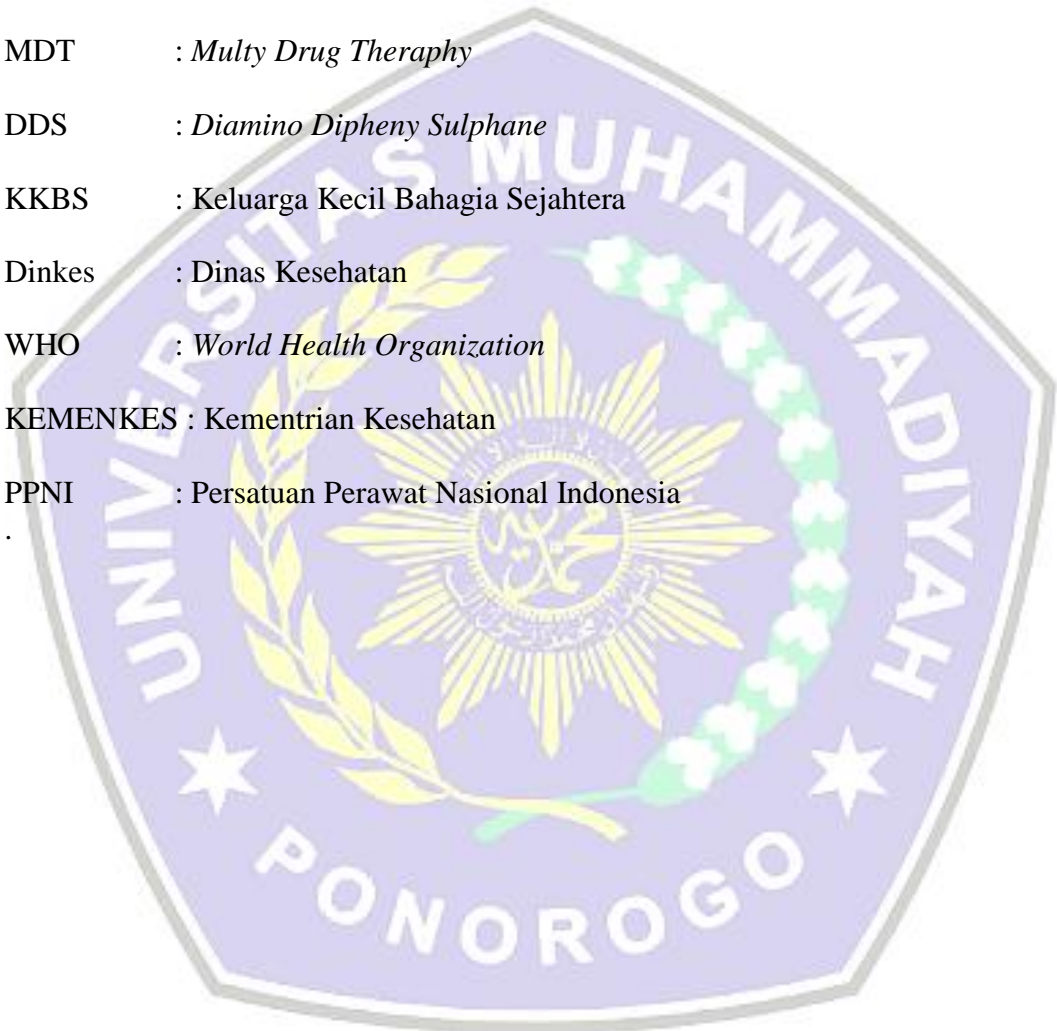 MDT : Multy Drug Theraphy
DDS : Diamino Dipheny Sulphane
KKBS : Keluarga Kecil Bahagia Sejahtera
Dinkes : Dinas Kesehatan
WHO : World Health Organization
KEMENKES : Kementrian Kesehatan
PPNI : Persatuan Perawat Nasional Indonesia
.
UNIVERSITAS MUHAMMADIYAH
PONOROGO
محمدية